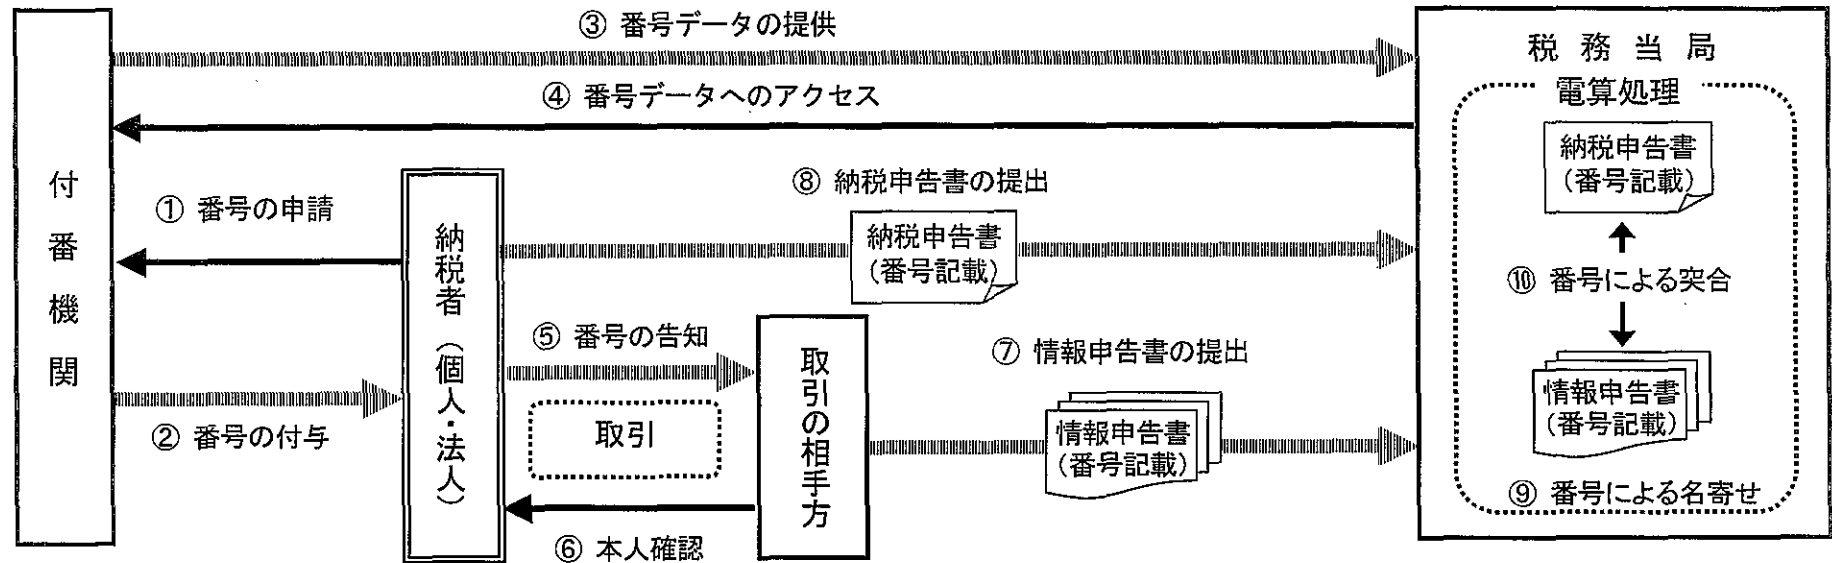 ③ 番号データの提供
④ 番号データへのアクセス
付番機関
① 番号の申請
② 番号の付与
納税者(個人・法人)
⑧ 納税申告書の提出
納税申告書
(番号記載)
⑤ 番号の告知
取引
⑥ 本人確認
取引の相手方
⑦ 情報申告書の提出
情報申告書
(番号記載)
税務当局
電算処理
納税申告書
(番号記載)
⑩ 番号による突合
情報申告書
(番号記載)
⑨ 番号による名寄せ